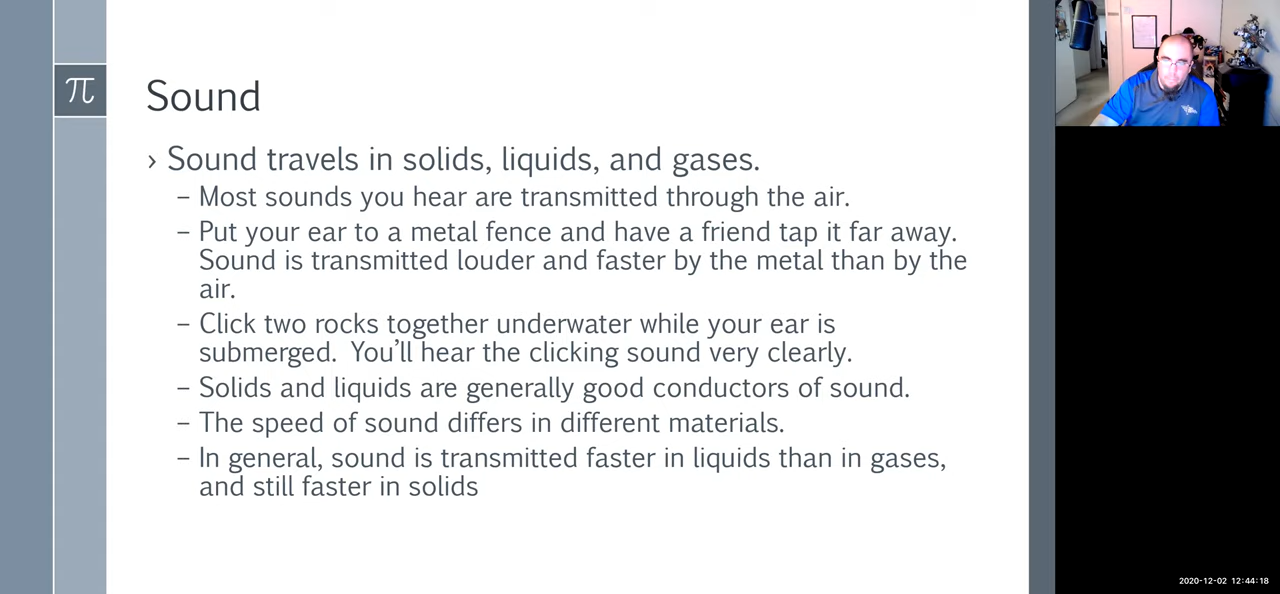 π
Sound
› Sound travels in solids, liquids, and gases.
– Most sounds you hear are transmitted through the air.
– Put your ear to a metal fence and have a friend tap it far away.
Sound is transmitted louder and faster by the metal than by the
air.
– Click two rocks together underwater while your ear is
submerged.  You’ll hear the clicking sound very clearly.
– Solids and liquids are generally good conductors of sound.
– The speed of sound differs in different materials.
– In general, sound is transmitted faster in liquids than in gases,
and still faster in solids
2020-12-02 12:44:18